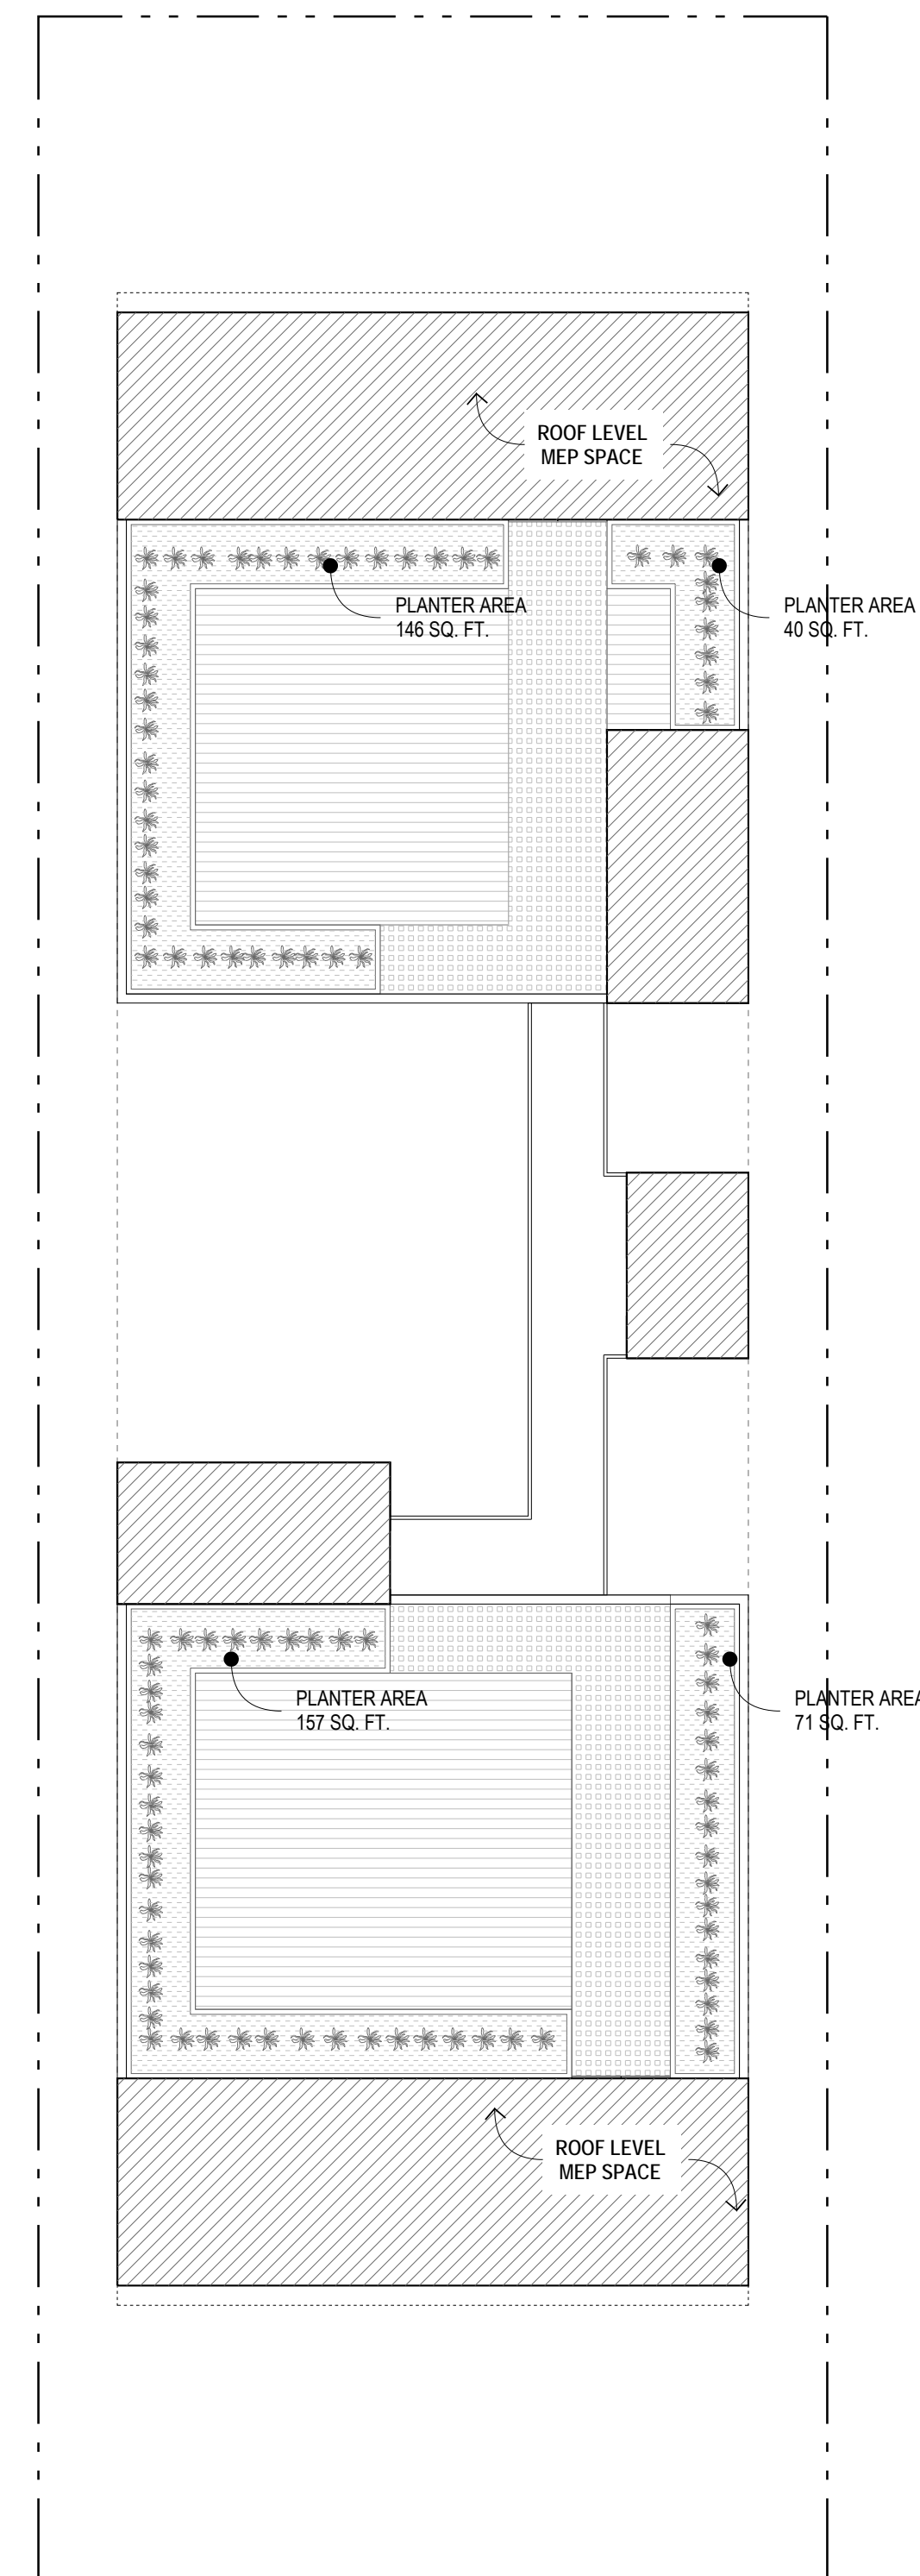 ROOF LEVEL
MEP SPACE
PLANTER AREA
146 SQ. FT.
PLANTER AREA
40 SQ. FT.
PLANTER AREA
157 SQ. FT.
PLANTER AREA
71 SQ. FT.
ROOF LEVEL
MEP SPACE